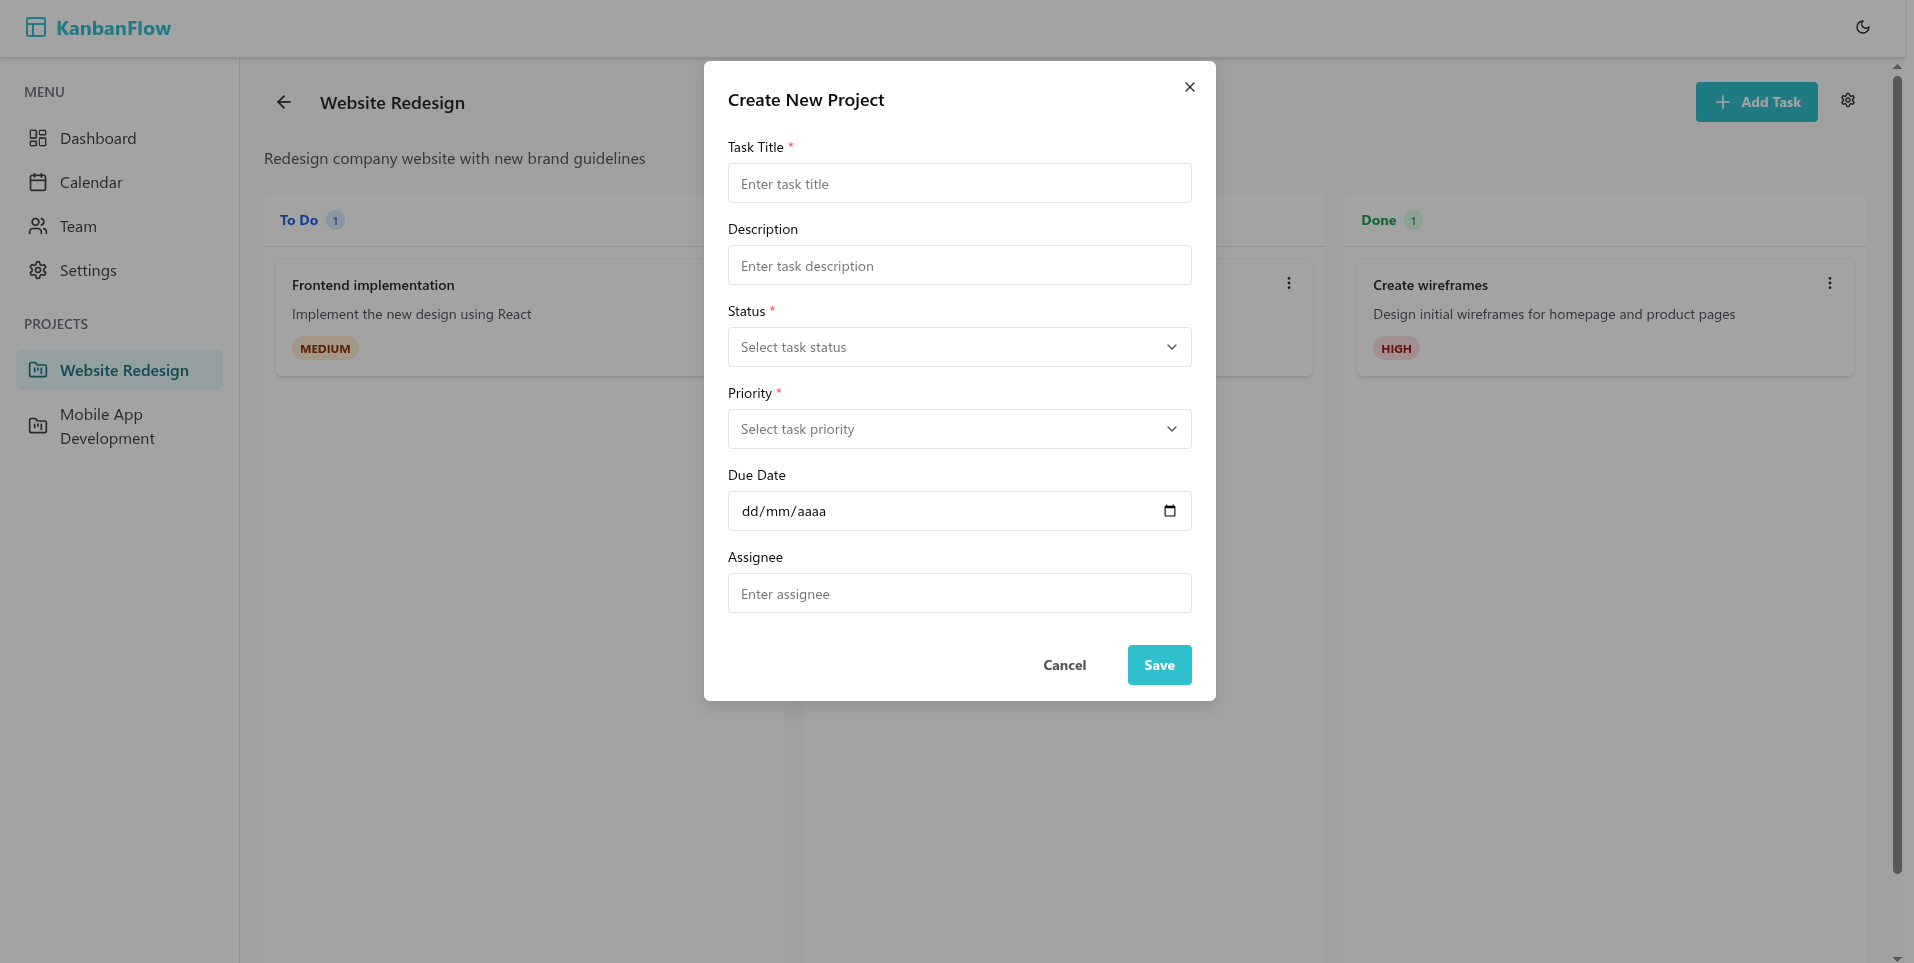 KanbanFlow
MENU
Dashboard
Calendar
Team
Settings
PROJECTS
Website Redesign
Mobile App
Development
Website Redesign
Add Task
Redesign company website with new brand guidelines
To Do 1
Frontend implementation
Implement the new design using React
MEDIUM
Done 1
Create wireframes
Design initial wireframes for homepage and product pages
HIGH
Create New Project
Task Title *
Enter task title
Description
Enter task description
Status *
Select task status
Priority *
Select task priority
Due Date
dd/mm/aaaa
Assignee
Enter assignee
Cancel
Save